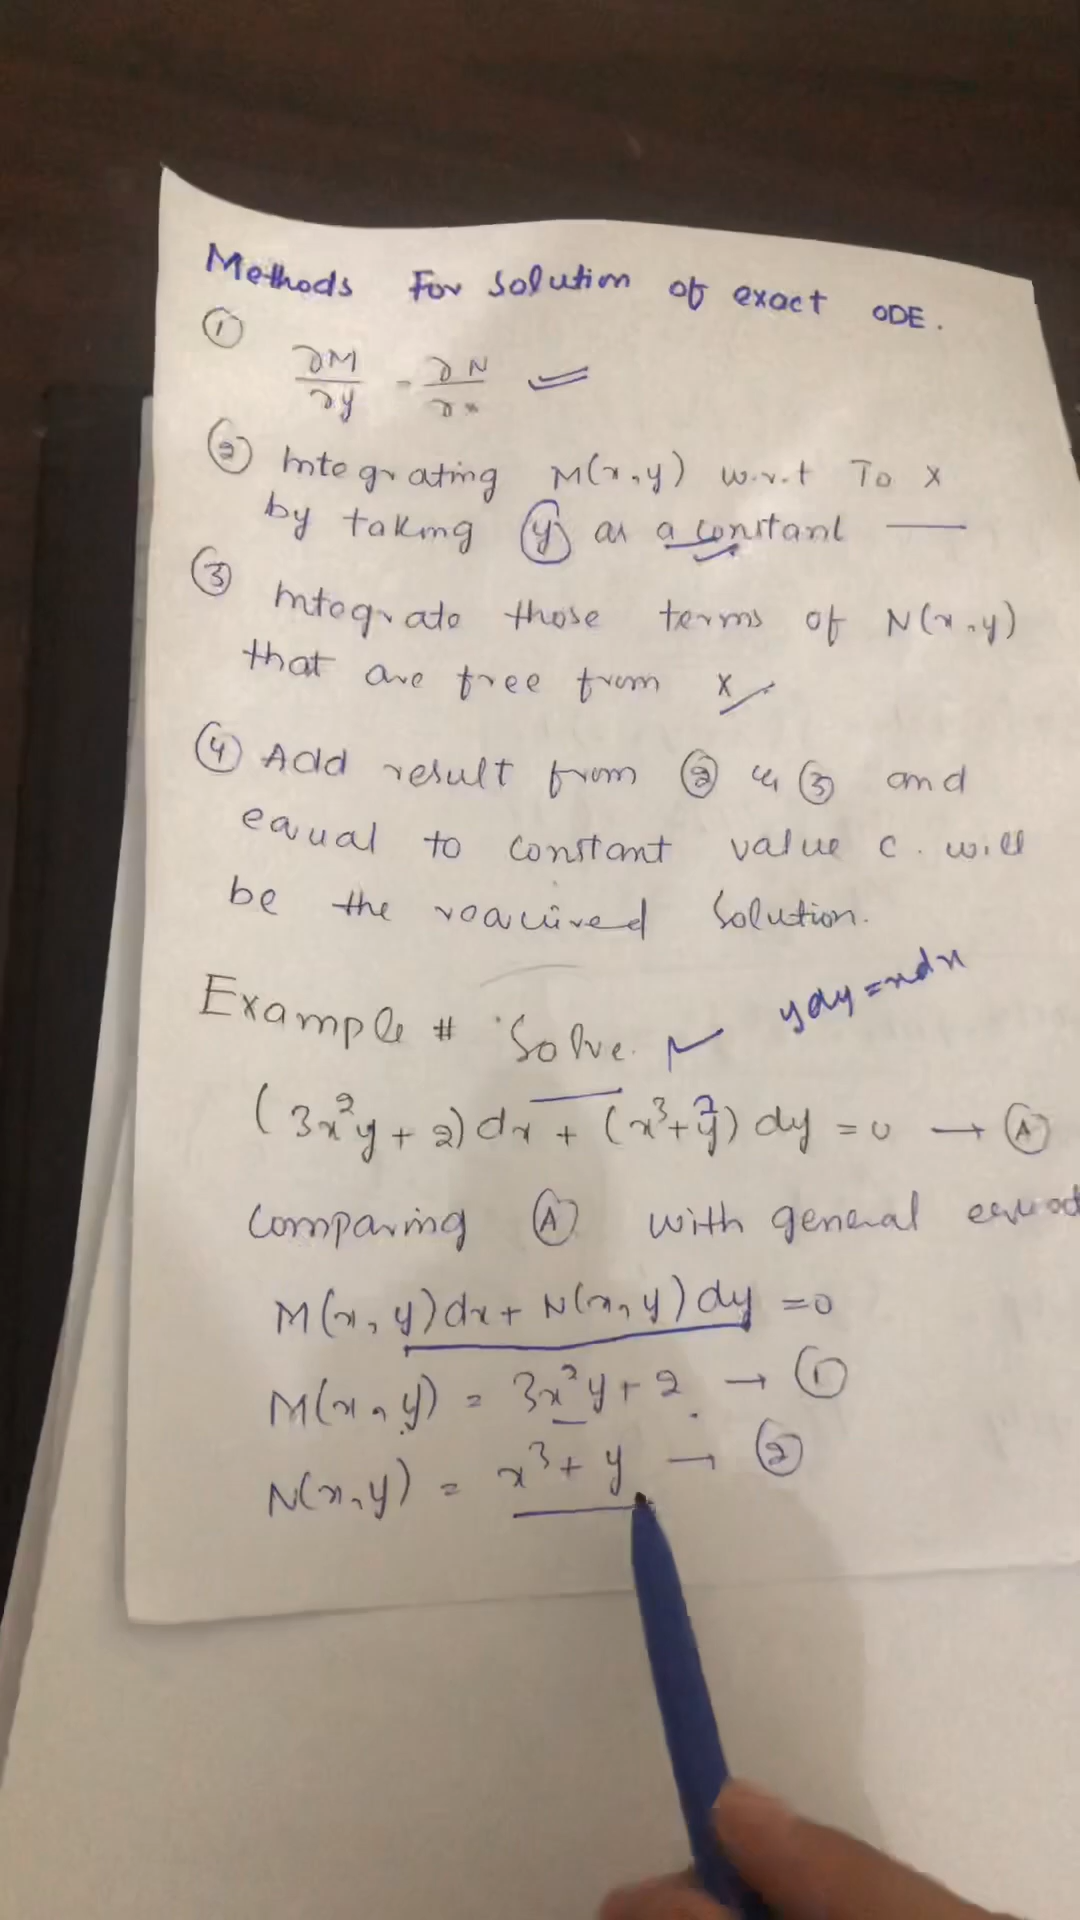 Methods For solution of exact ODE.
①
∂M/∂y = ∂N/∂x
② Integrating M(x,y) w.r.t To x
by taking y as a constant
③ Integrate those terms of N(x,y)
that are free from x
④ Add result from ② & ③ and
equal to constant value c. will
be the required solution.
ydy = xdx
Example # Solve.
(3x²y + 2)dx + (x³+y²) dy = 0 → Ⓐ
comparing Ⓐ with general equat
M(x, y)dx + N(x, y) dy = 0
M(x, y) = 3x²y + 2 → ①
N(x, y) = x³ + y → ②